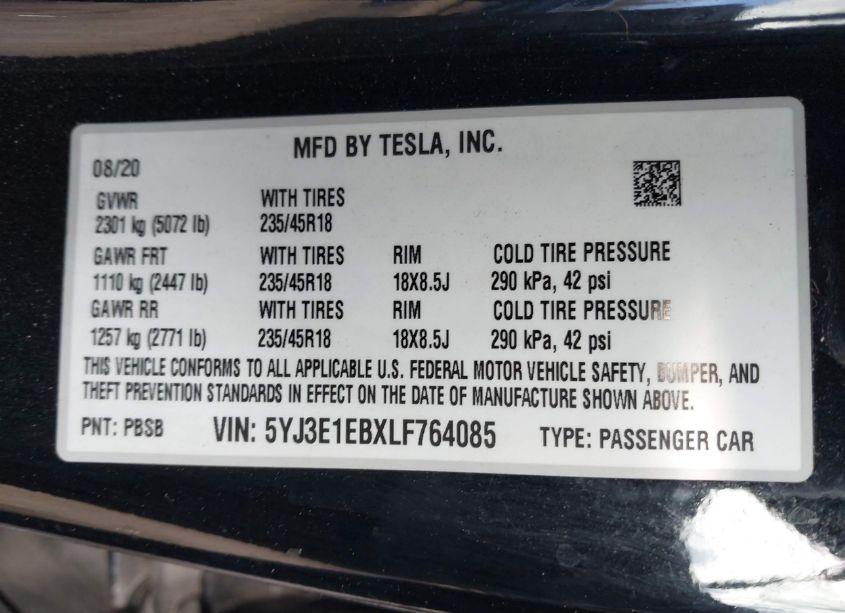 MFD BY TESLA, INC.
08/20
GVWR WITH TIRES
2301 kg (5072 lb) 235/45R18
GAWR FRT WITH TIRES RIM COLD TIRE PRESSURE
1110 kg (2447 lb) 235/45R18 18X8.5J 290 kPa, 42 psi
GAWR RR WITH TIRES RIM COLD TIRE PRESSURE
1257 kg (2771 lb) 235/45R18 18X8.5J 290 kPa, 42 psi
THIS VEHICLE CONFORMS TO ALL APPLICABLE U.S. FEDERAL MOTOR VEHICLE SAFETY, BUMPER, AND
THEFT PREVENTION STANDARDS IN EFFECT ON THE DATE OF MANUFACTURE SHOWN ABOVE.
PNT: PBSB VIN: 5YJ3E1EBXLF764085 TYPE: PASSENGER CAR